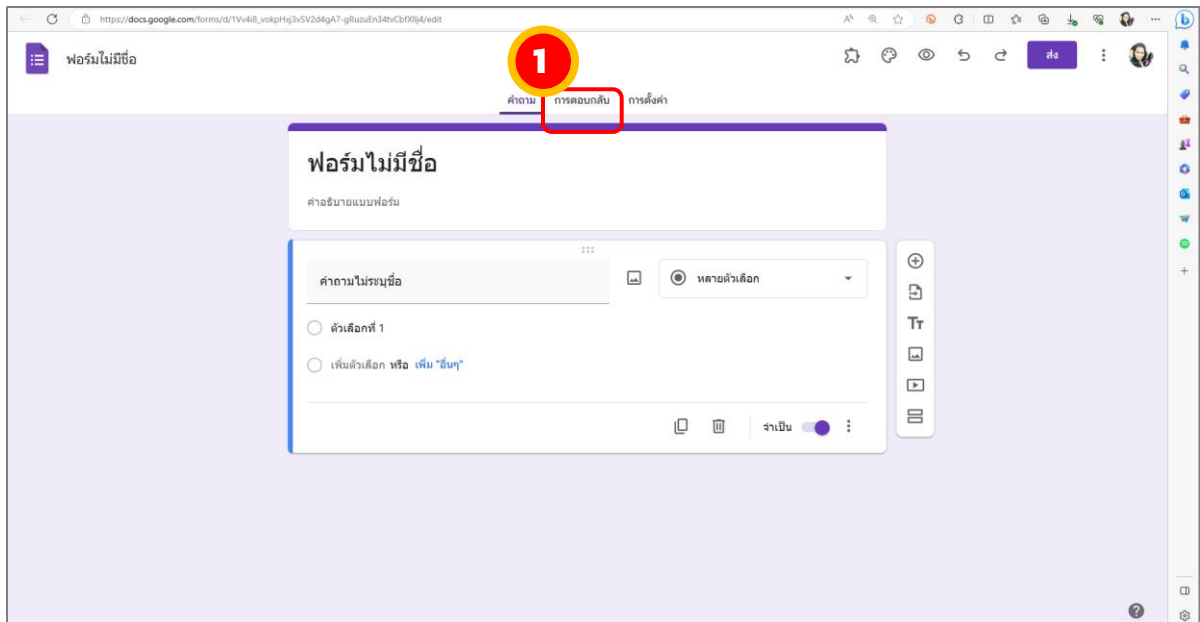 https://docs.google.com/forms/d/1Vv4i8_vokpHxj3vSV2d4gA7-gRuzuEn34tvCbfXIlj4/edit
ฟอร์มไม่มีชื่อ
ส่ง
1
คำถาม การตอบกลับ การตั้งค่า
ฟอร์มไม่มีชื่อ
คำอธิบายแบบฟอร์ม
คำถามไม่ระบุชื่อ
หลายตัวเลือก
ตัวเลือกที่ 1
เพิ่มตัวเลือก หรือ เพิ่ม "อื่นๆ"
จำเป็น